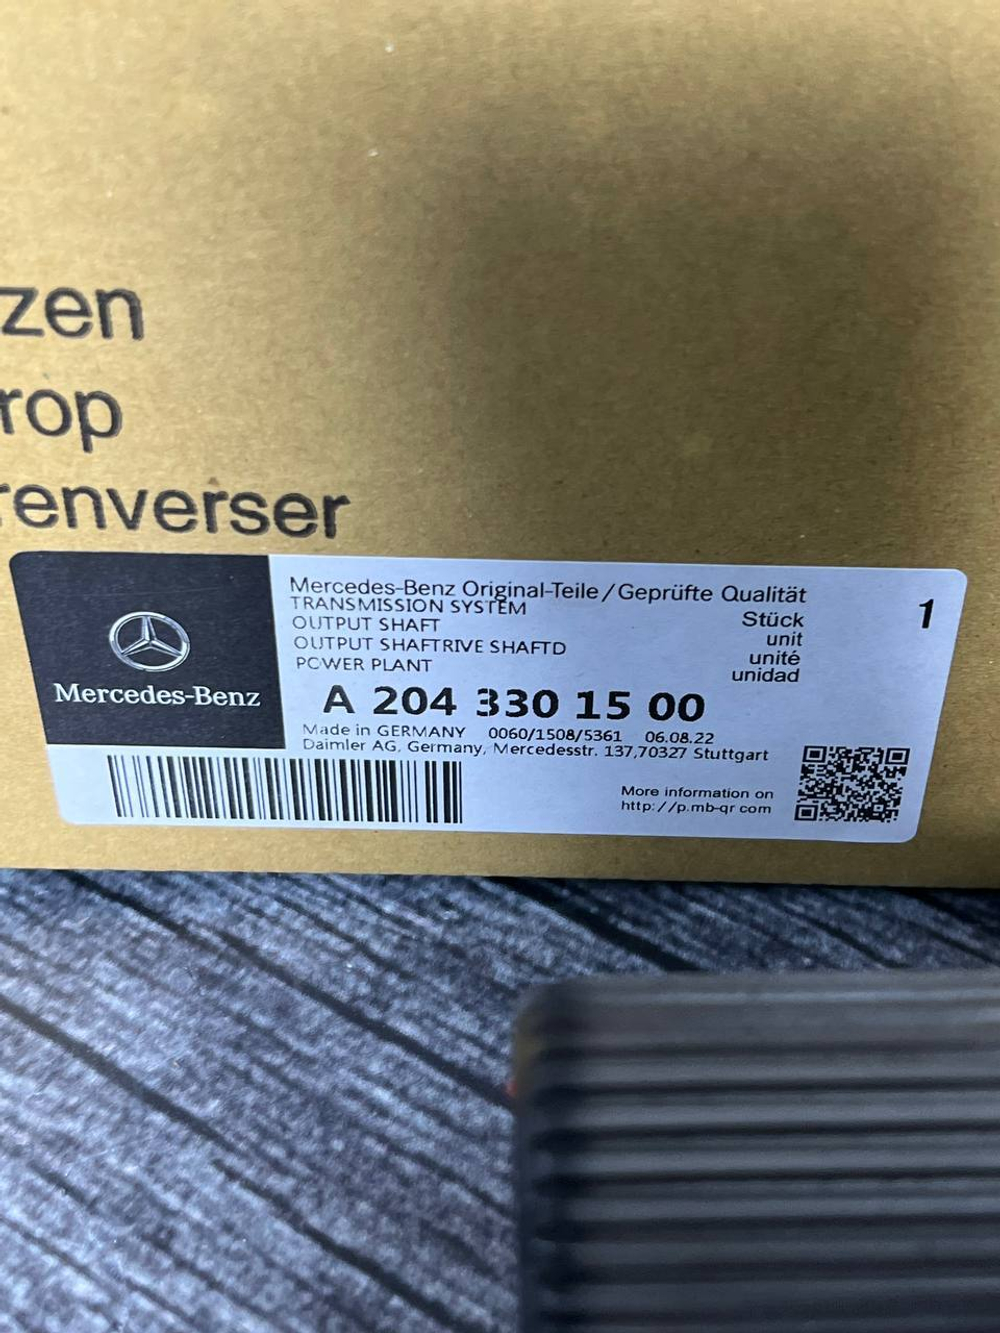 zen
rop
renverser
Mercedes-Benz
Mercedes-Benz Original-Teile/Geprüfte Qualität
TRANSMISSION SYSTEM
OUTPUT SHAFT
OUTPUT SHAFTRIVE SHAFTD
POWER PLANT
Stück
unit
unité
unidad
1
A 204 330 15 00
Made in GERMANY 0060/1508/5361 06.08.22
Daimler AG, Germany, Mercedesstr. 137,70327 Stuttgart
More information on
http://p.mb-qr com